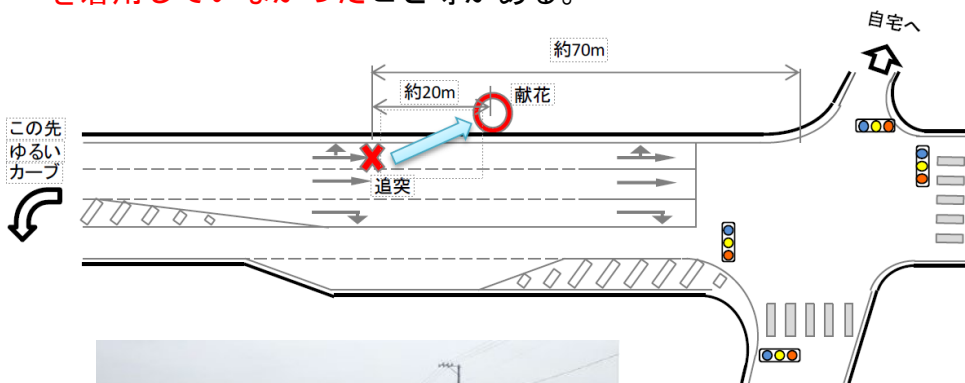 を着用していなかったこと等がある。
自宅へ
約70m
約20m
献花
この先
ゆるい
カーブ
追突